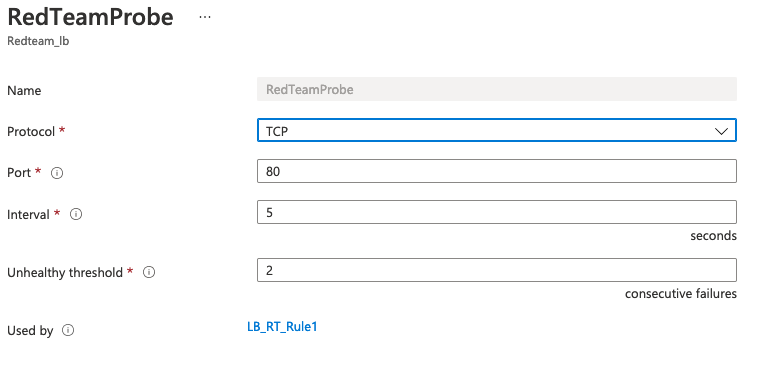 RedTeamProbe ...
Redteam_lb
Name RedTeamProbe
Protocol * TCP
Port * 80
Interval * 5
seconds
Unhealthy threshold * 2
consecutive failures
Used by LB_RT_Rule1